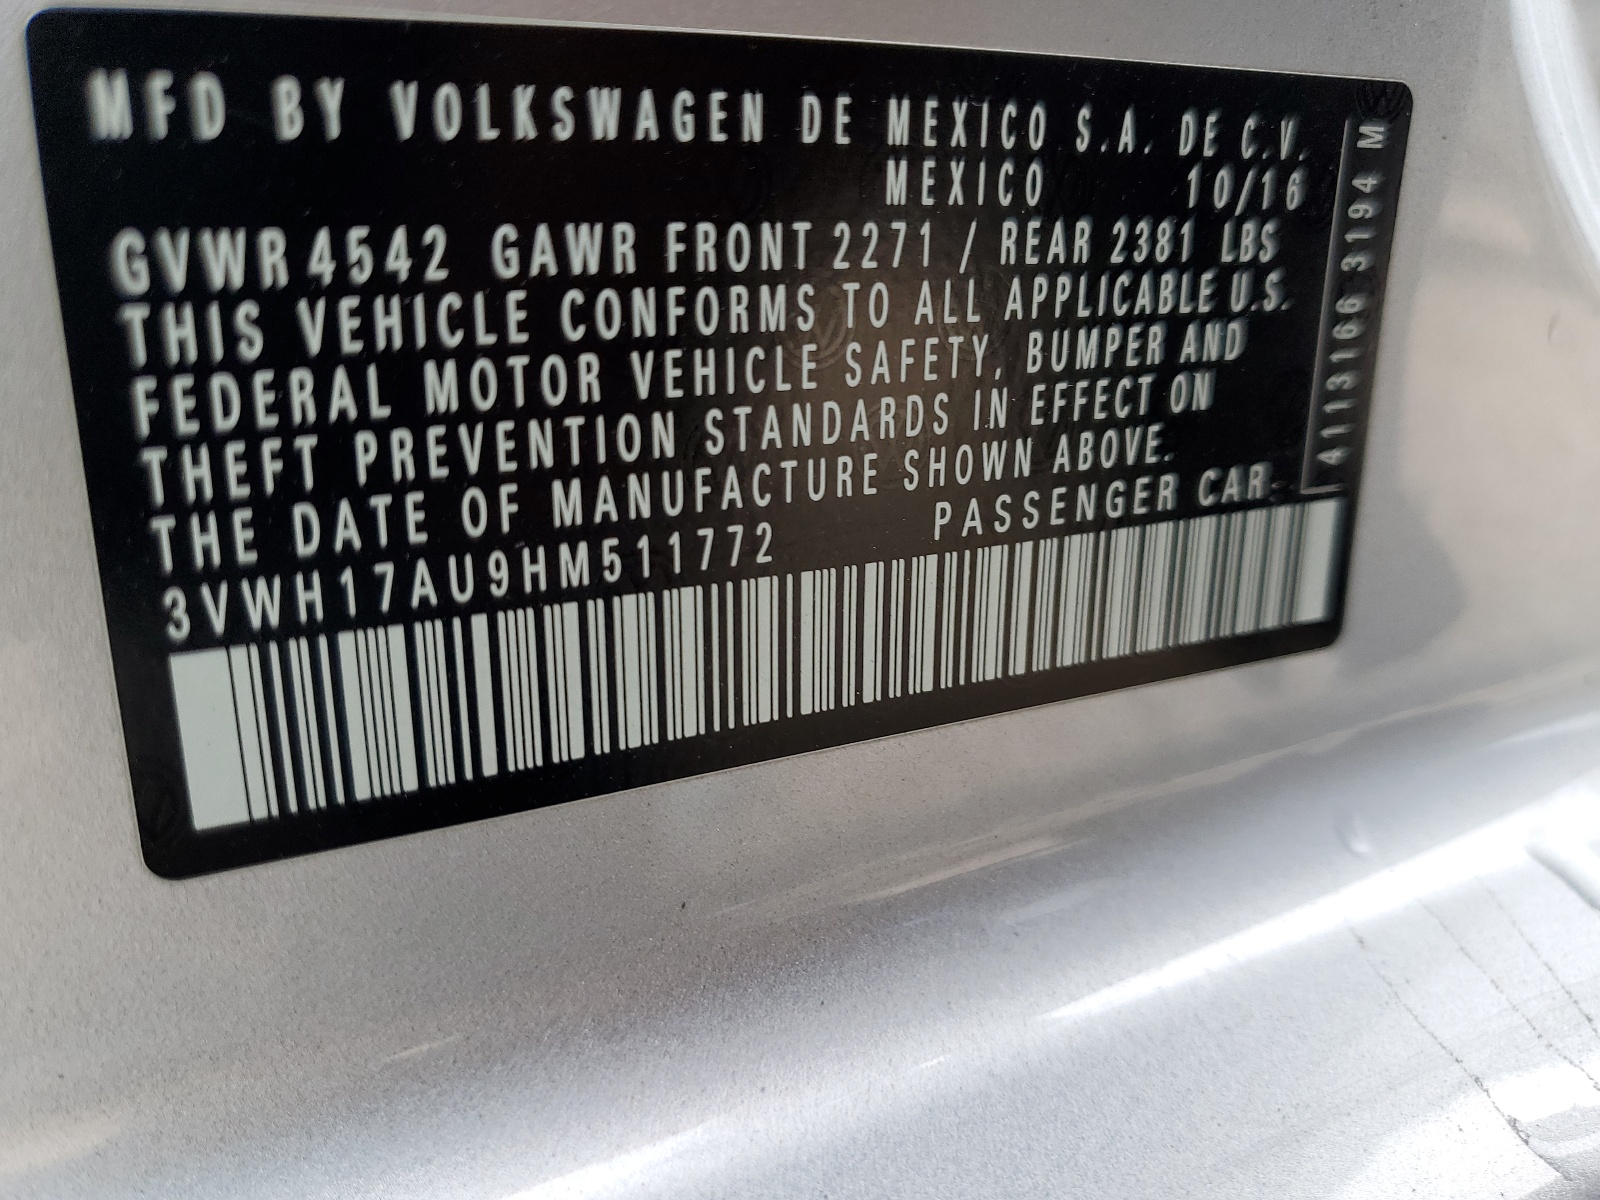 MFD BY VOLKSWAGEN DE MEXICO S.A. DE C.V.
MEXICO 10/16
GVWR 4542 GAWR FRONT 2271 / REAR 2381 LBS
THIS VEHICLE CONFORMS TO ALL APPLICABLE U.S.
FEDERAL MOTOR VEHICLE SAFETY, BUMPER AND
THEFT PREVENTION STANDARDS IN EFFECT ON
THE DATE OF MANUFACTURE SHOWN ABOVE.
3VWH17AU9HM511772 PASSENGER CAR
4113166 3194 M